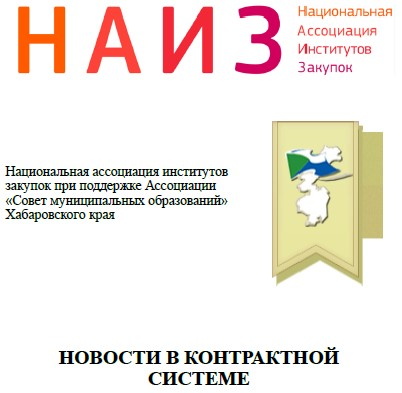 НАИЗ
Национальная
Ассоциация
Институтов
Закупок
Национальная ассоциация институтов
закупок при поддержке Ассоциации
«Совет муниципальных образований»
Хабаровского края
НОВОСТИ В КОНТРАКТНОЙ
СИСТЕМЕ